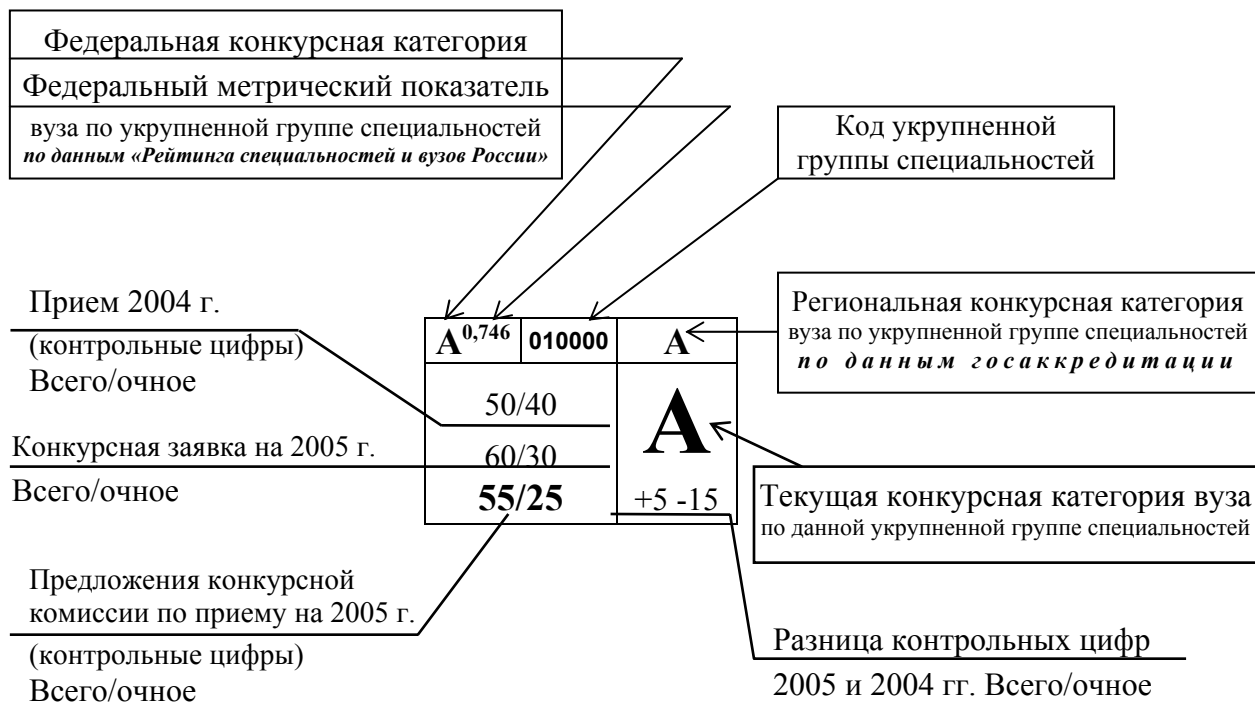 Федеральная конкурсная категория
Федеральный метрический показатель
вуза по укрупненной группе специальностей
по данным «Рейтинга специальностей и вузов России»
Код укрупненной
группы специальностей
Прием 2004 г.
(контрольные цифры)
Всего/очное
Конкурсная заявка на 2005 г.
Всего/очное
Предложения конкурсной
комиссии по приему на 2005 г.
(контрольные цифры)
Всего/очное
A0,746 010000 A
50/40
60/30
55/25
A
+5 -15
Региональная конкурсная категория
вуза по укрупненной группе специальностей
по данным госаккредитации
Текущая конкурсная категория вуза
по данной укрупненной группе специальностей
Разница контрольных цифр
2005 и 2004 гг. Всего/очное